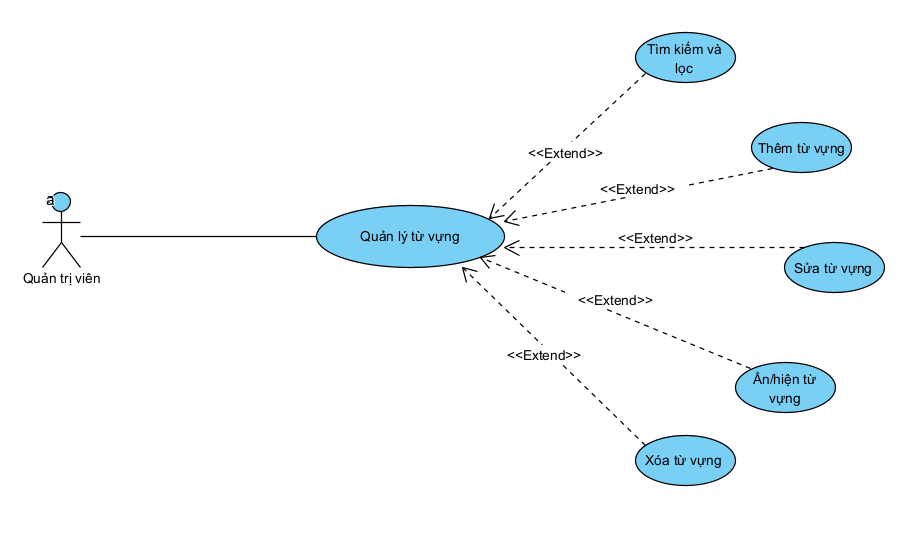 Tìm kiếm và
lọc
<<Extend>>
Thêm từ vựng
<<Extend>>
a
Quản lý từ vựng
<<Extend>>
Sửa từ vựng
Quản trị viên
<<Extend>>
<<Extend>>
Ẩn/hiện từ
vựng
Xóa từ vựng